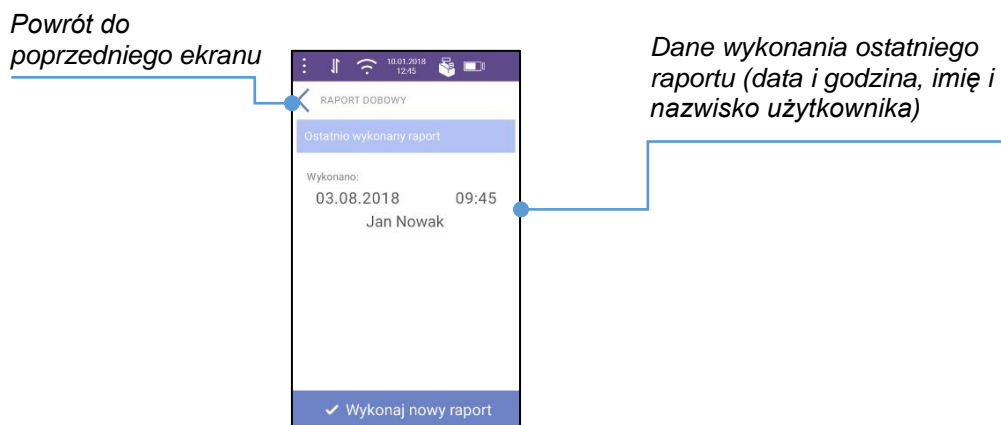 Powrót do
poprzedniego ekranu
10.01.2018
12:45
RAPORT DOBOWY
Ostatnio wykonany raport
Wykonano:
03.08.2018 09:45
Jan Nowak
Wykonaj nowy raport
Dane wykonania ostatniego
raportu (data i godzina, imię i
nazwisko użytkownika)